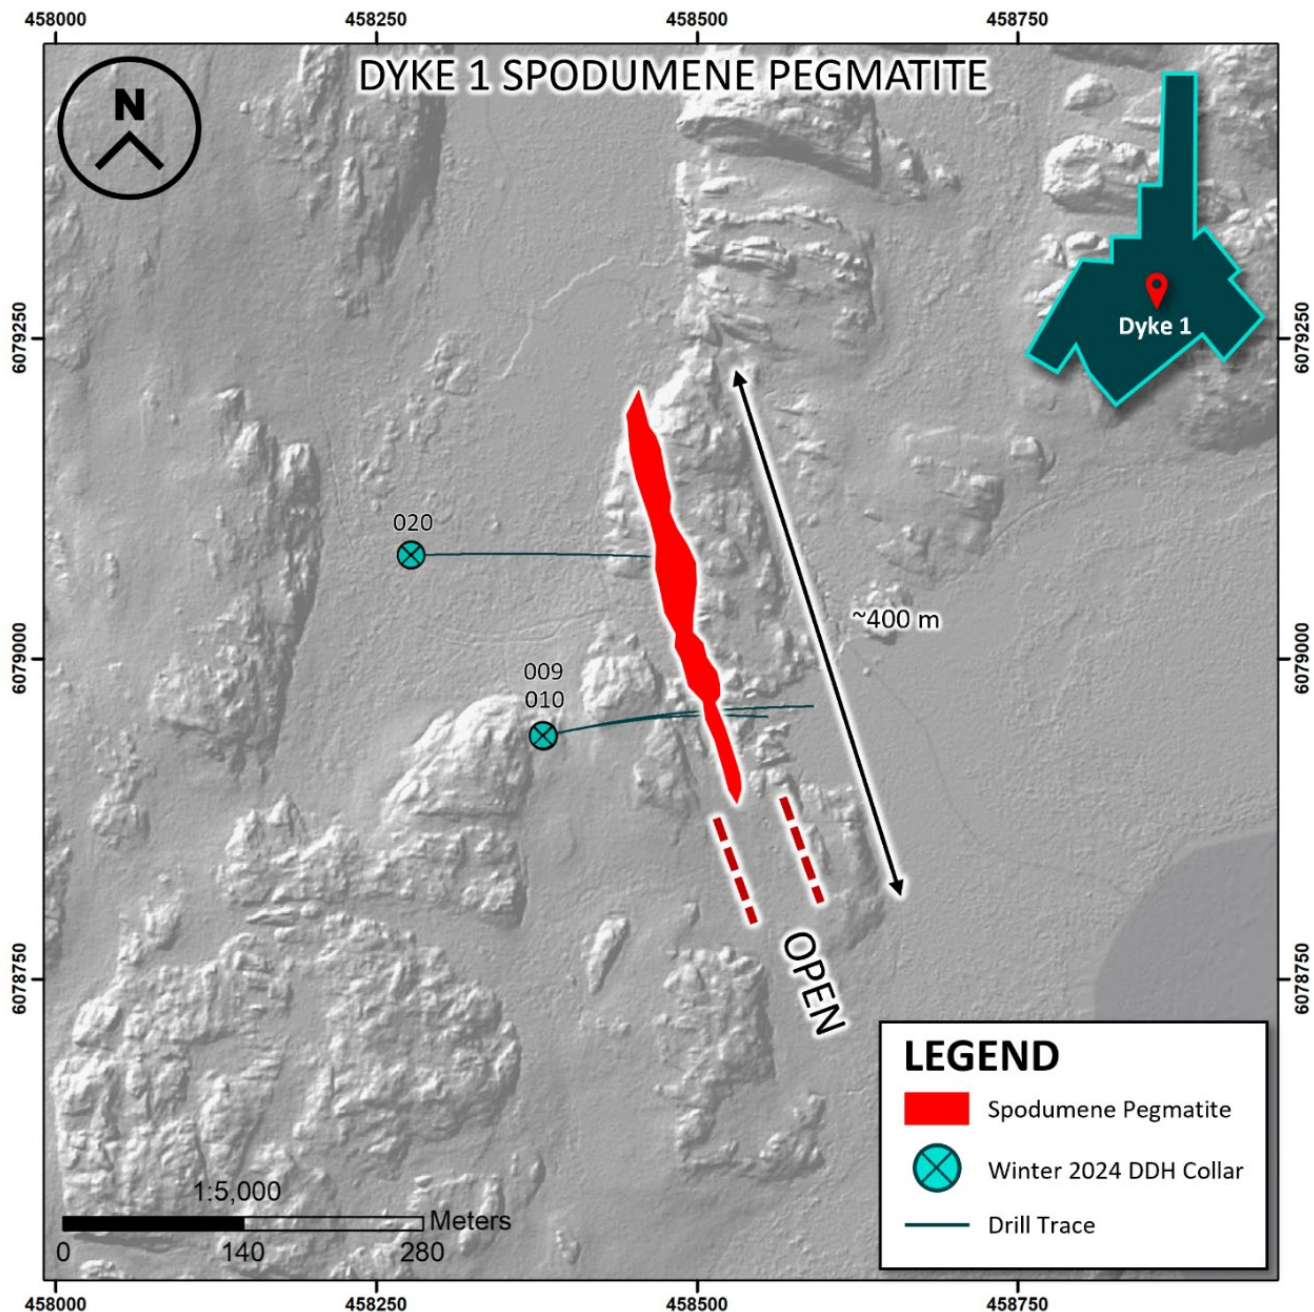 458000 458250 458500 458750
DYKE 1 SPODUMENE PEGMATITE
N
Dyke 1
6079250 6079250
020
~400 m
6079000 6079000
009
010
6078750 6078750
OPEN
LEGEND
Spodumene Pegmatite
Winter 2024 DDH Collar
Drill Trace
1:5,000
Meters
0 140 280
458000 458250 458500 458750